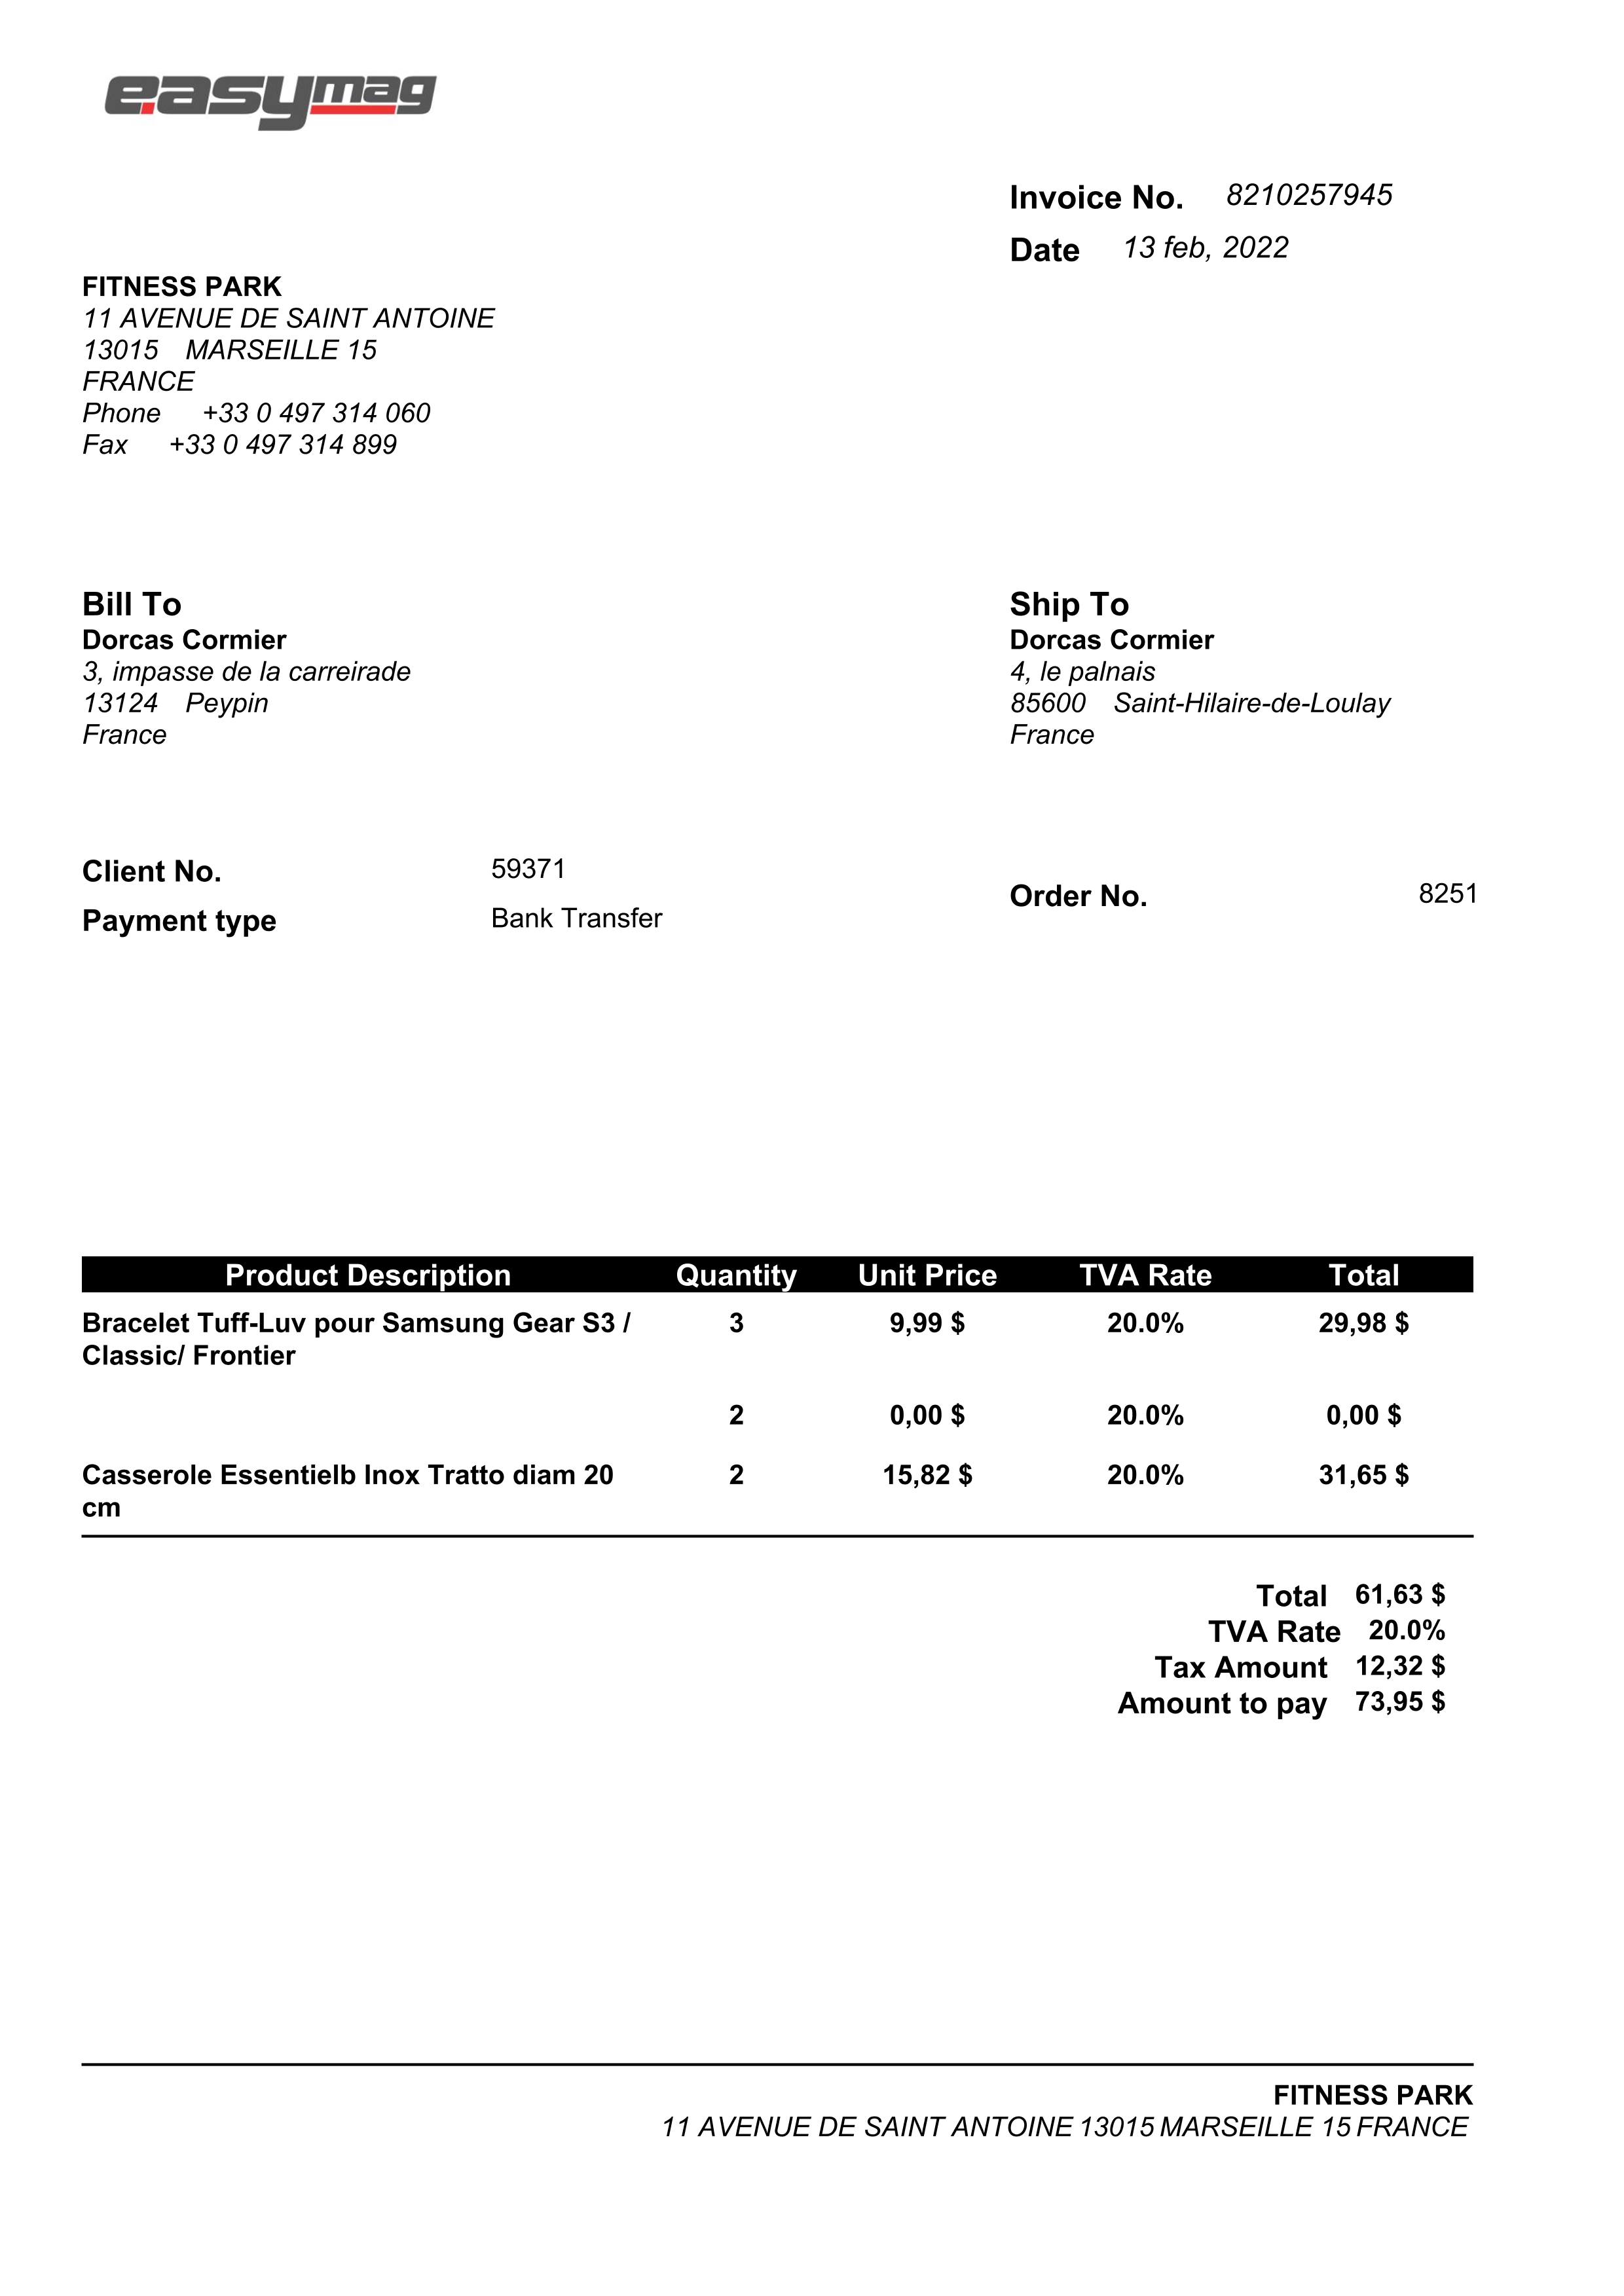 easymag
Invoice No. 8210257945
Date 13 feb, 2022
FITNESS PARK
11 AVENUE DE SAINT ANTOINE
13015 MARSEILLE 15
FRANCE
Phone +33 0 497 314 060
Fax +33 0 497 314 899
Bill To
Dorcas Cormier
3, impasse de la carreirade
13124 Peypin
France
Ship To
Dorcas Cormier
4, le palnais
85600 Saint-Hilaire-de-Loulay
France
Client No. 59371
Payment type Bank Transfer
Order No. 8251
Product Description Quantity Unit Price TVA Rate Total
Bracelet Tuff-Luv pour Samsung Gear S3 / 3 9,99 $ 20.0% 29,98 $
Classic/ Frontier
2 0,00 $ 20.0% 0,00 $
Casserole Essentielb Inox Tratto diam 20 2 15,82 $ 20.0% 31,65 $
cm
Total 61,63 $
TVA Rate 20.0%
Tax Amount 12,32 $
Amount to pay 73,95 $
FITNESS PARK
11 AVENUE DE SAINT ANTOINE 13015 MARSEILLE 15 FRANCE